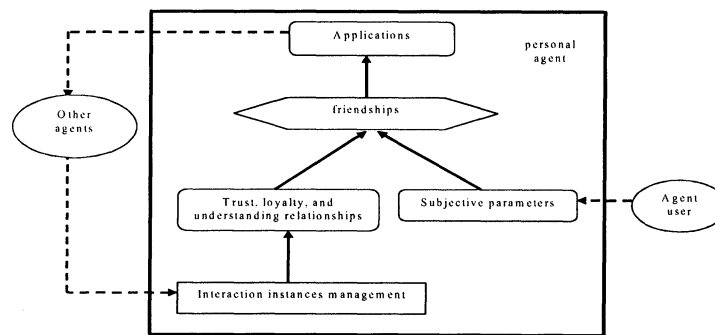 Applications
personal
agent
Other
agents
friendships
Trust, loyalty, and
understanding relationships
Subjective parameters
Agent
user
Interaction instances management